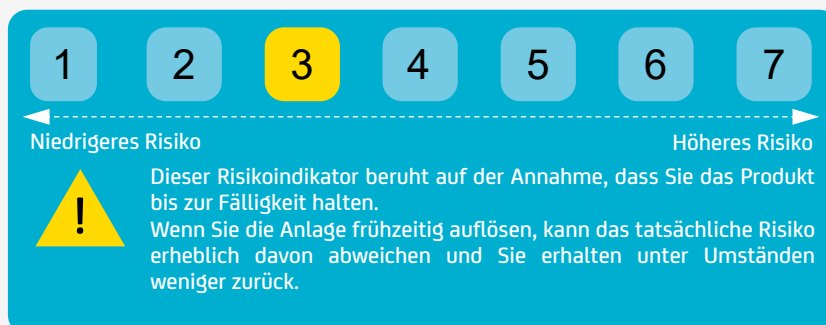 1 2 3 4 5 6 7
Niedrigeres Risiko Höheres Risiko
!
Dieser Risikoindikator beruht auf der Annahme, dass Sie das Produkt
bis zur Fälligkeit halten.
Wenn Sie die Anlage frühzeitig auflösen, kann das tatsächliche Risiko
erheblich davon abweichen und Sie erhalten unter Umständen
weniger zurück.